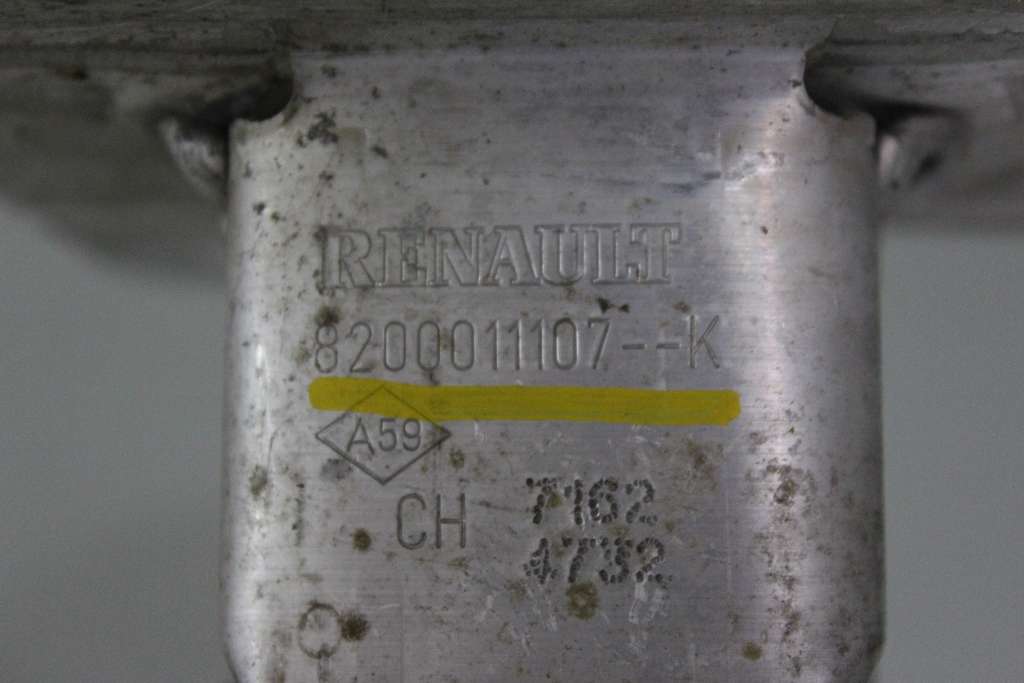 RENAULT
8200011107--K
A59
CH 7162
4732